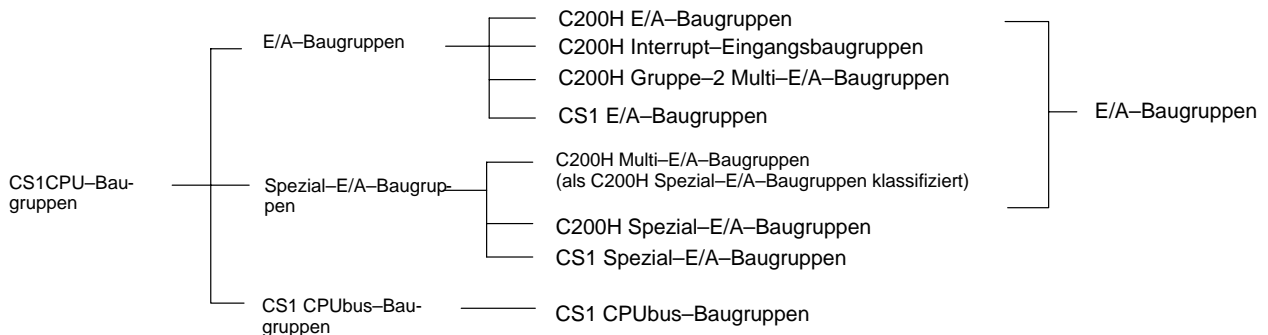 C200H E/A–Baugruppen
E/A–Baugruppen
C200H Interrupt–Eingangsbaugruppen
C200H Gruppe–2 Multi–E/A–Baugruppen
E/A–Baugruppen
CS1 E/A–Baugruppen
CS1CPU–Bau-
gruppen
Spezial–E/A–Baugrup-
pen
C200H Multi–E/A–Baugruppen
(als C200H Spezial–E/A–Baugruppen klassifiziert)
C200H Spezial–E/A–Baugruppen
CS1 Spezial–E/A–Baugruppen
CS1 CPUbus–Bau-
gruppen
CS1 CPUbus–Baugruppen